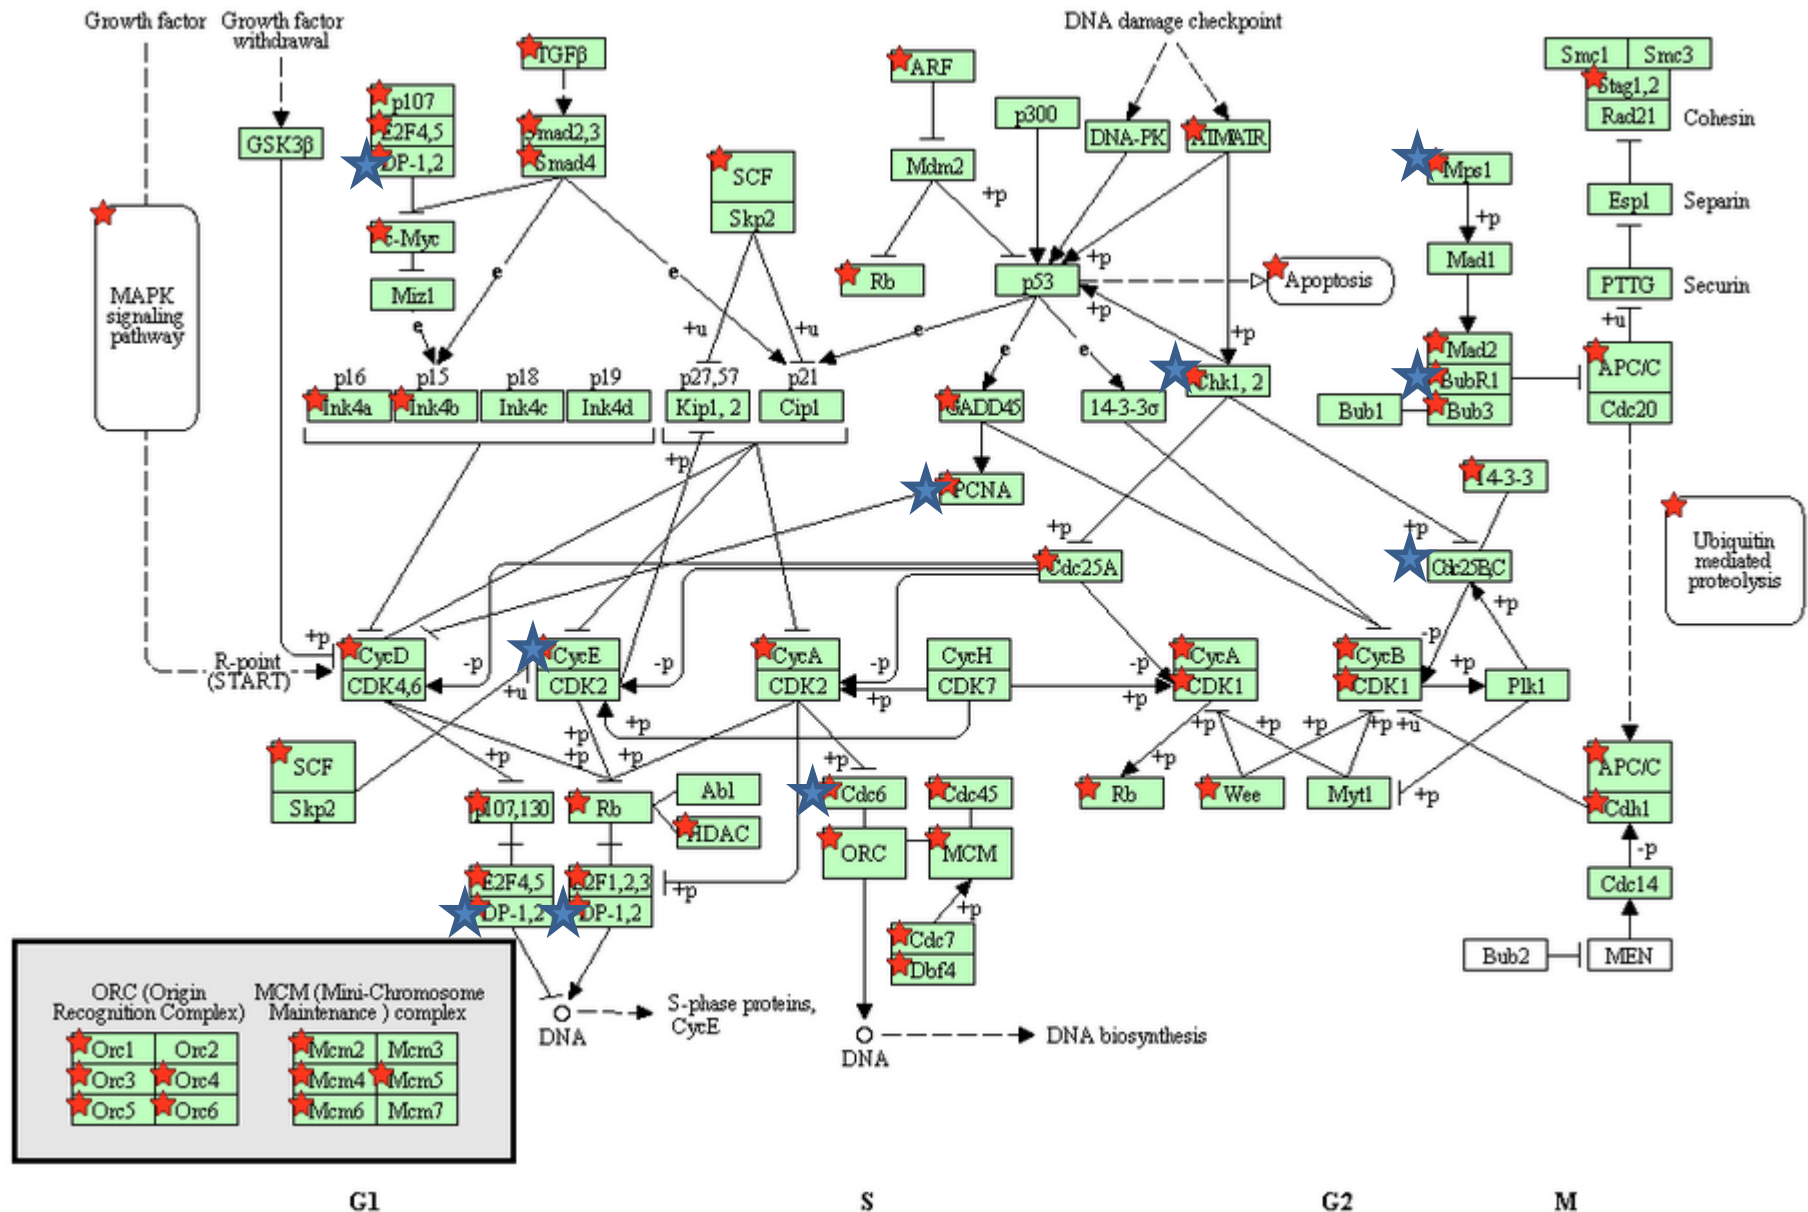 Growth factor
Growth factor
withdrawal
DNA damage checkpoint
TGFβ
ARF
Smc1
Smc3
Stag1,2
Rad21
Cohesin
p107
E2F4,5
DP-1,2
GSK3β
Smad2,3
Smad4
p300
DNA-PK
ATM/ATR
Mdm2
+p
SCF
Skp2
Mps1
+p
Mad1
Esp1
Separin
c-Myc
Miz1
e
e
e
Rb
p53
+p
+p
Apoptosis
PTTG
Securin
+u
MAPK
signaling
pathway
+u
+u
e
e
e
+p
Mad2
BubR1
Bub3
Bub1
APC/C
Cdc20
p16
Ink4a
p15
Ink4b
p18
Ink4c
p19
Ink4d
p27,57
Kip1, 2
p21
Cip1
GADD45
14-3-3σ
Chk1, 2
+p
PCNA
14-3-3
+p
Cdc25A
+p
Cdc25B,C
Ubiquitin
mediated
proteolysis
R-point
(START)
+p
CycD
CDK4,6
-p
+u
CycE
CDK2
-p
CycA
CDK2
-p
+p
CycH
CDK7
-p
+p
CycA
CDK1
CycB
CDK1
-p
+p
+p
Plk1
SCF
Skp2
+p
+p
+p
+p
+p
+p
+p
+p
+p
+p
+p
+u
p107,130
Rb
Abl
HDAC
Cdc6
Cdc45
ORC
MCM
Rb
Wee
Myt1
+p
APC/C
Cdh1
-p
Cdc14
E2F4,5
DP-1,2
E2F1,2,3
DP-1,2
+p
+p
Cdc7
Dbf4
Bub2
MEN
DNA
S-phase proteins,
CycE
DNA
DNA biosynthesis
ORC (Origin
Recognition Complex)
Orc1
Orc2
Orc3
Orc4
Orc5
Orc6
MCM (Mini-Chromosome
Maintenance ) complex
Mcm2
Mcm3
Mcm4
Mcm5
Mcm6
Mcm7
G1
S
G2
M